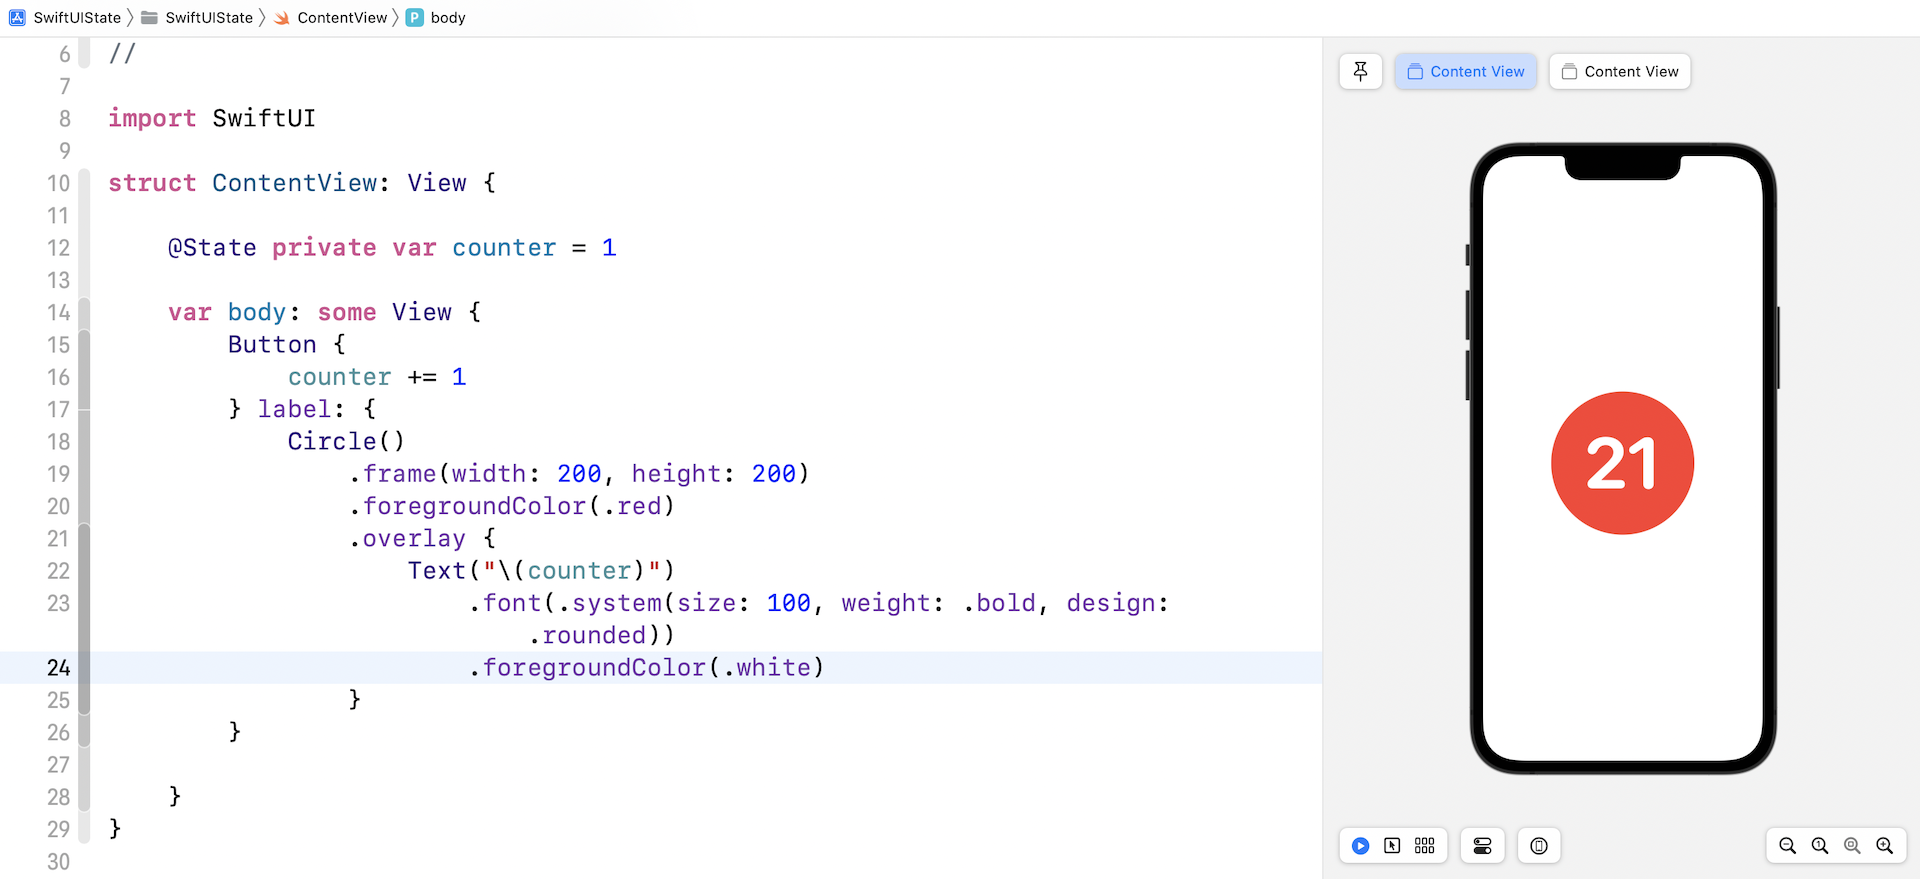 SwiftUIState 〉 SwiftUIState 〉 ContentView 〉 P body
6 //
7
8 import SwiftUI
9
10 struct ContentView: View {
11
12 @State private var counter = 1
13
14 var body: some View {
15 Button {
16 counter += 1
17 } label: {
18 Circle()
19 .frame(width: 200, height: 200)
20 .foregroundColor(.red)
21 .overlay {
22 Text("\(counter)")
23 .font(.system(size: 100, weight: .bold, design:
.rounded))
24 .foregroundColor(.white)
25 }
26 }
27
28 }
29 }
30
Content View
Content View
21